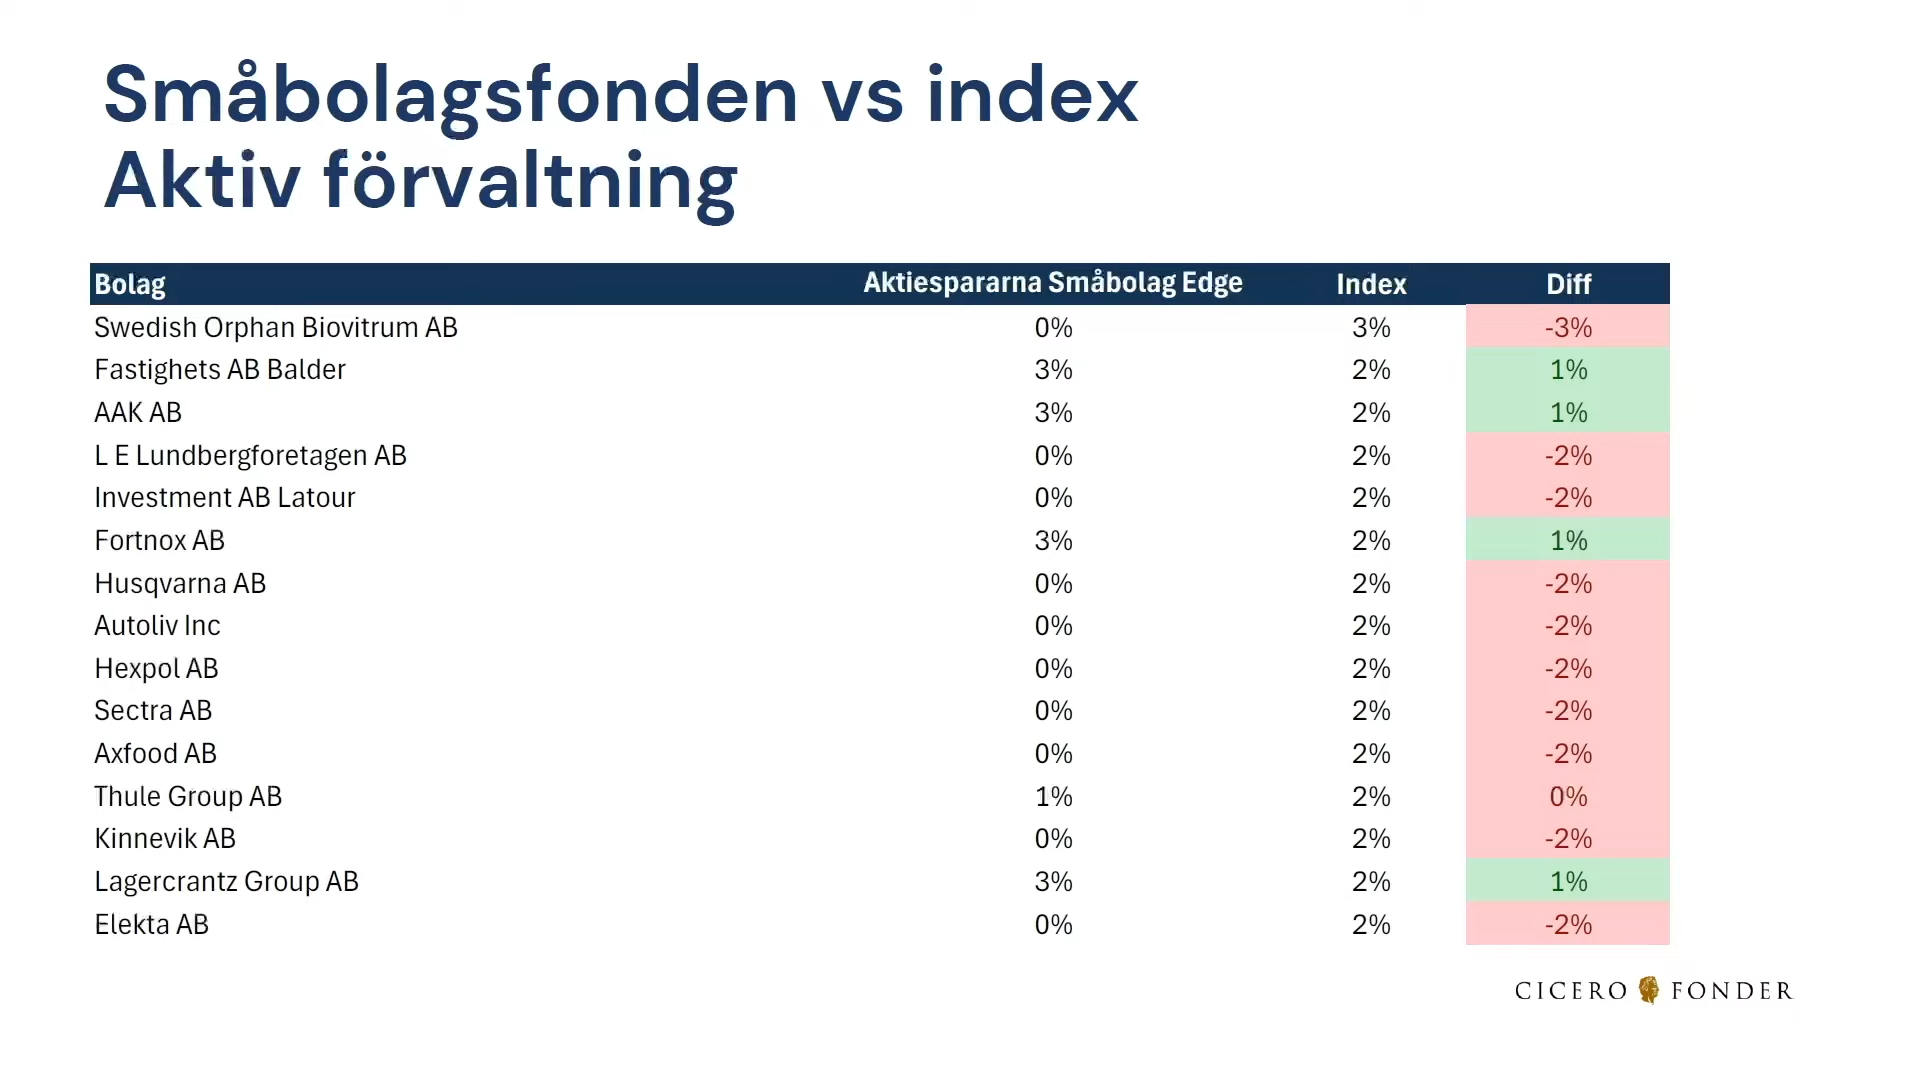 Småbolagsfonden vs index
Aktiv förvaltning
Bolag Aktiespararna Småbolag Edge Index Diff
Swedish Orphan Biovitrum AB 0% 3% -3%
Fastighets AB Balder 3% 2% 1%
AAK AB 3% 2% 1%
L E Lundbergforetagen AB 0% 2% -2%
Investment AB Latour 0% 2% -2%
Fortnox AB 3% 2% 1%
Husqvarna AB 0% 2% -2%
Autoliv Inc 0% 2% -2%
Hexpol AB 0% 2% -2%
Sectra AB 0% 2% -2%
Axfood AB 0% 2% -2%
Thule Group AB 1% 2% 0%
Kinnevik AB 0% 2% -2%
Lagercrantz Group AB 3% 2% 1%
Elekta AB 0% 2% -2%
CICERO FONDER